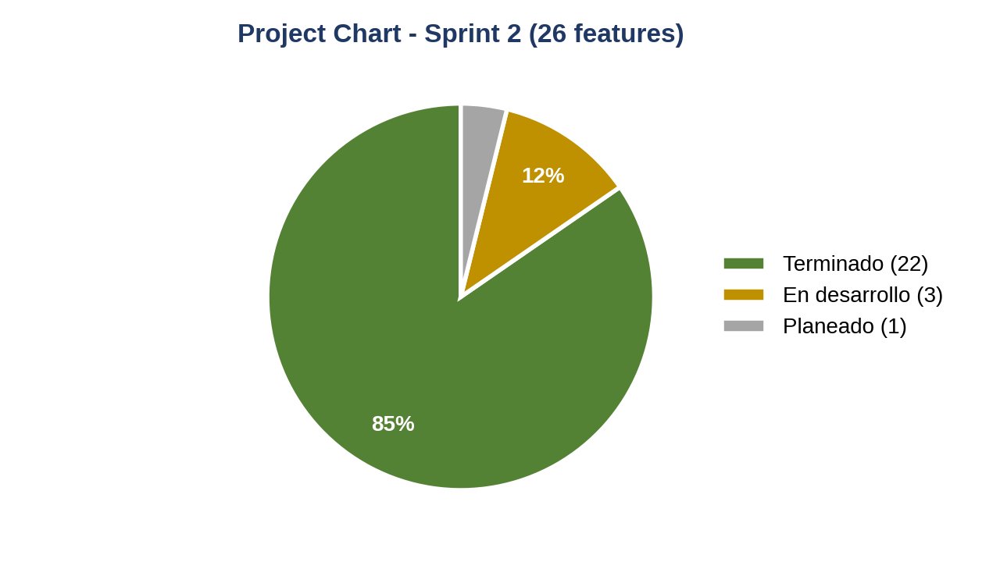 Project Chart - Sprint 2 (26 features)
12%
85%
Terminado (22)
En desarrollo (3)
Planeado (1)